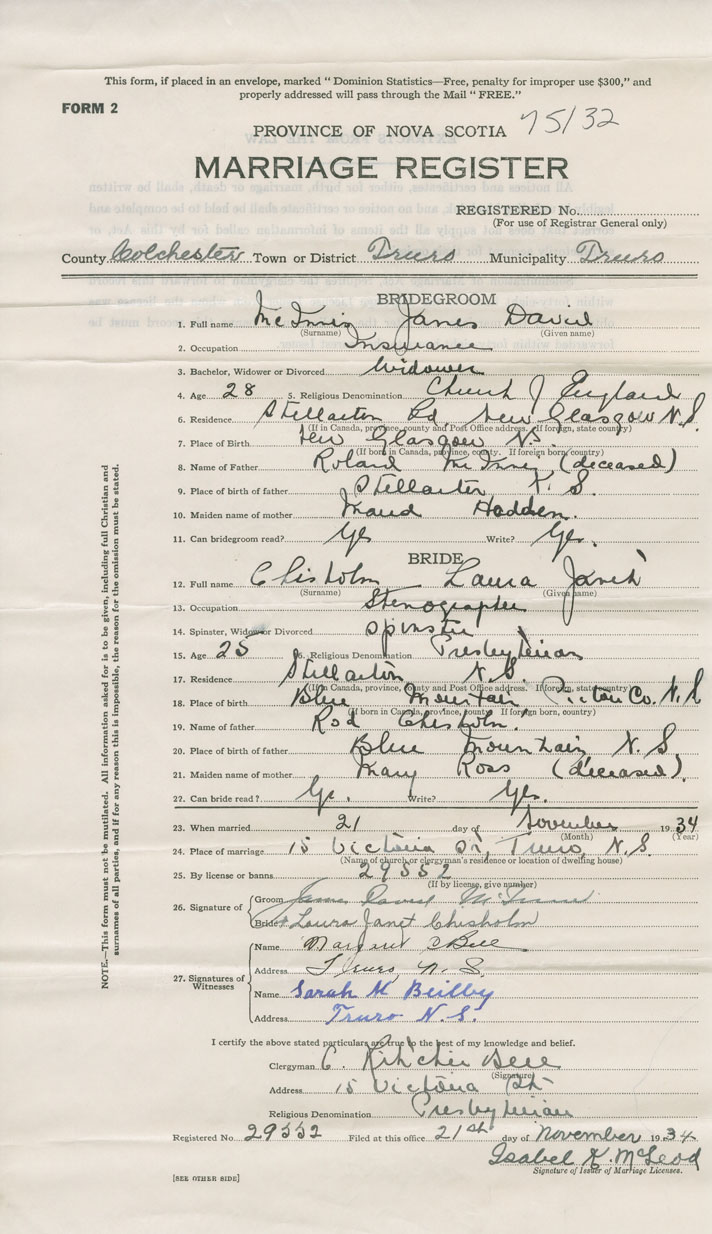 This form, if placed in an envelope, marked " Dominion Statistics—Free, penalty for improper use $300," and
properly addressed will pass through the Mail " FREE."
FORM 2
PROVINCE OF NOVA SCOTIA 75/32
MARRIAGE REGISTER
REGISTERED No.
(For use of Registrar General only)
County Colchester Town or District Truro Municipality Truro
BRIDEGROOM
1. Full name McInnis James David
(Surname) (Given name)
2. Occupation Insurance
3. Bachelor, Widower or Divorced Widower
4. Age 28 5. Religious Denomination Church of England
6. Residence Stellarton Rd, New Glasgow N.S.
(If in Canada, province, county and Post Office address. If foreign, state country)
7. Place of Birth New Glasgow NS.
(If born in Canada, province, county. If foreign born, country)
8. Name of Father Roland McInnis (deceased)
9. Place of birth of father Stellarton N.S.
10. Maiden name of mother Maud Hadden.
11. Can bridegroom read? Yes Write? Yes.
BRIDE
12. Full name Chisholm Laura Janet
(Surname) (Given name)
13. Occupation Stenographer
14. Spinster, Widow or Divorced Spinster
15. Age 25 16. Religious Denomination Presbyterian
17. Residence Stellarton N.S.
(If in Canada, province, county and Post Office address. If foreign, state country)
18. Place of birth Blue Mountain Pictou Co. N.S
(If born in Canada, province, county. If foreign born, country)
19. Name of father Rod Chisholm.
20. Place of birth of father Blue Mountain N.S.
21. Maiden name of mother Mary Ross (deceased).
22. Can bride read? Yes. Write? Yes.
23. When married 21 day of November 1934
(Month) (Year)
24. Place of marriage 15 Victoria St, Truro, N.S.
(Name of church or clergyman's residence or location of dwelling house)
25. By license or banns 29552
(If by license, give number)
26. Signature of Groom James David McInnis
Bride Laura Janet Chisholm
27. Signatures of Witnesses
Name Margaret Bell
Address Truro, N.S.
Name Sarah M Beilby
Address Truro N.S.
I certify the above stated particulars are true to the best of my knowledge and belief.
Clergyman C. Ritchie Bell
(Signature)
Address 15 Victoria St.
Religious Denomination Presbyterian
Registered No. 29552 Filed at this office 21st day of November 1934
Isabel K. McLeod
Signature of Issuer of Marriage Licenses.
[SEE OTHER SIDE]
NOTE.—This form must not be mutilated. All information asked for is to be given, including full Christian and
surnames of all parties, and if for any reason this is impossible, the reason for the omission must be stated.